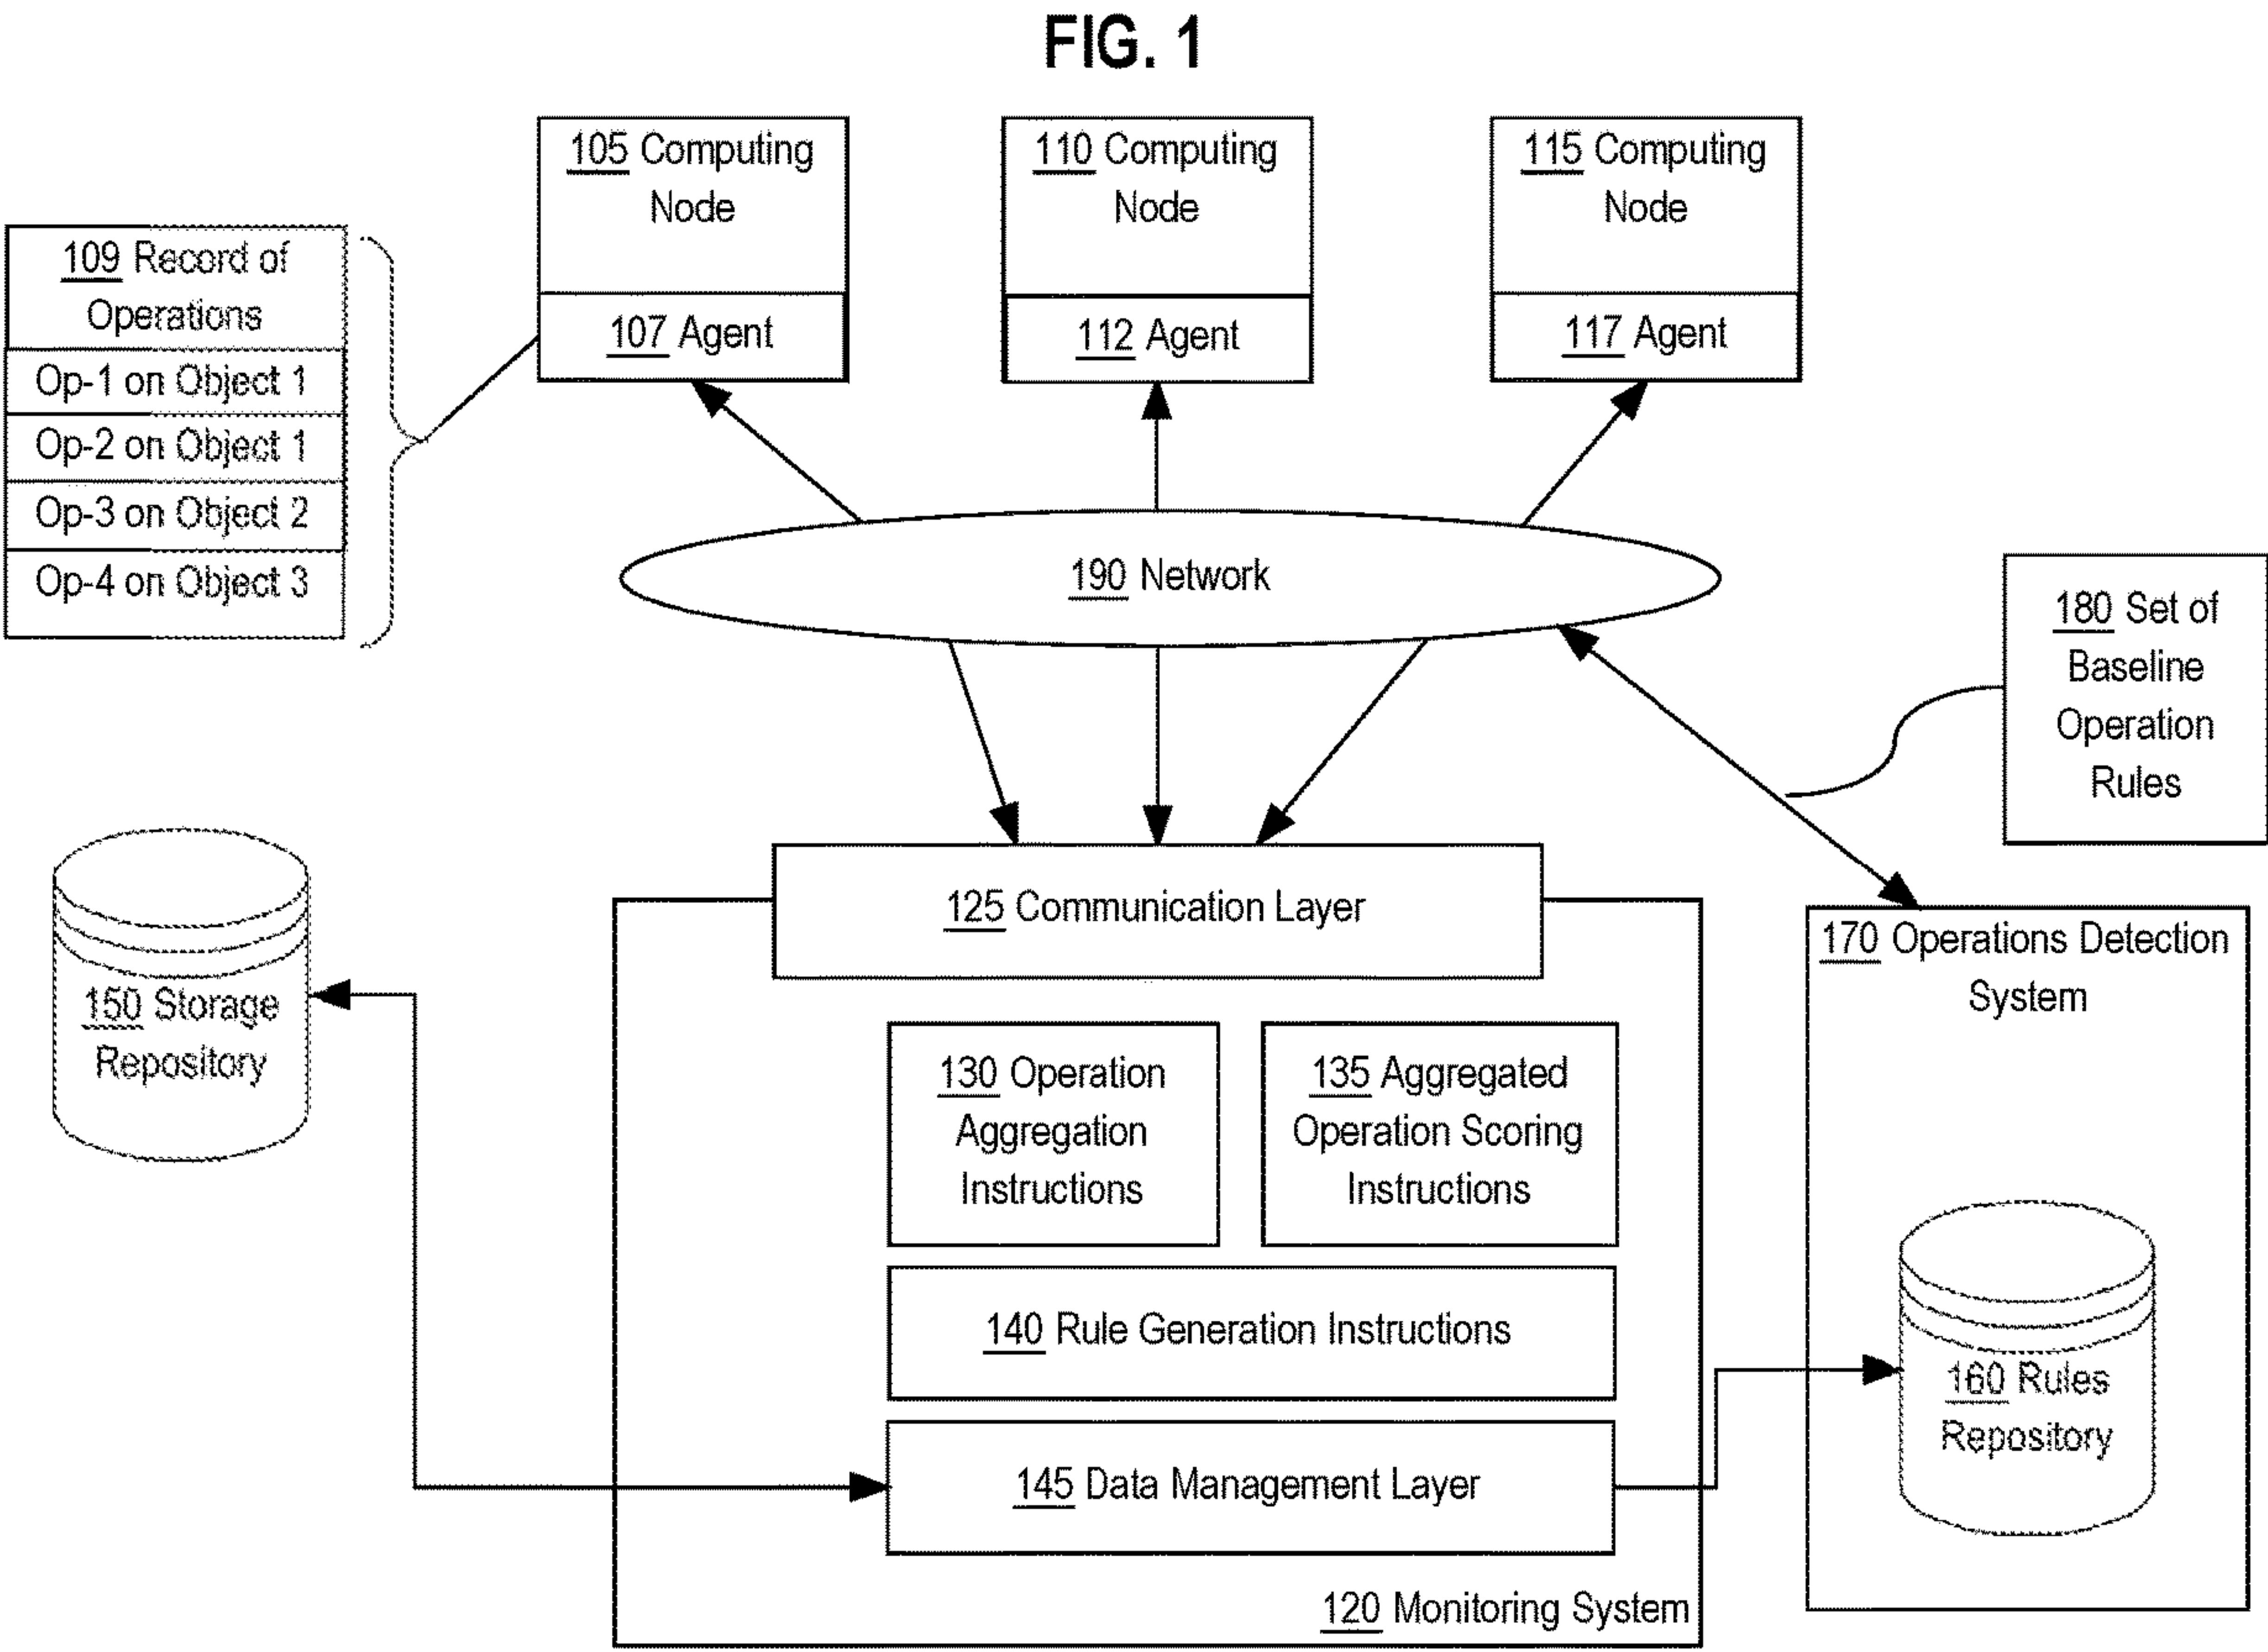 FIG. 1
105 Computing
Node
107 Agent
110 Computing
Node
112 Agent
115 Computing
Node
117 Agent
109 Record of
Operations
Op-1 on Object 1
Op-2 on Object 1
Op-3 on Object 2
Op-4 on Object 3
190 Network
180 Set of
Baseline
Operation
Rules
125 Communication Layer
150 Storage
Repository
130 Operation
Aggregation
Instructions
135 Aggregated
Operation Scoring
Instructions
140 Rule Generation Instructions
145 Data Management Layer
120 Monitoring System
170 Operations Detection
System
160 Rules
Repository